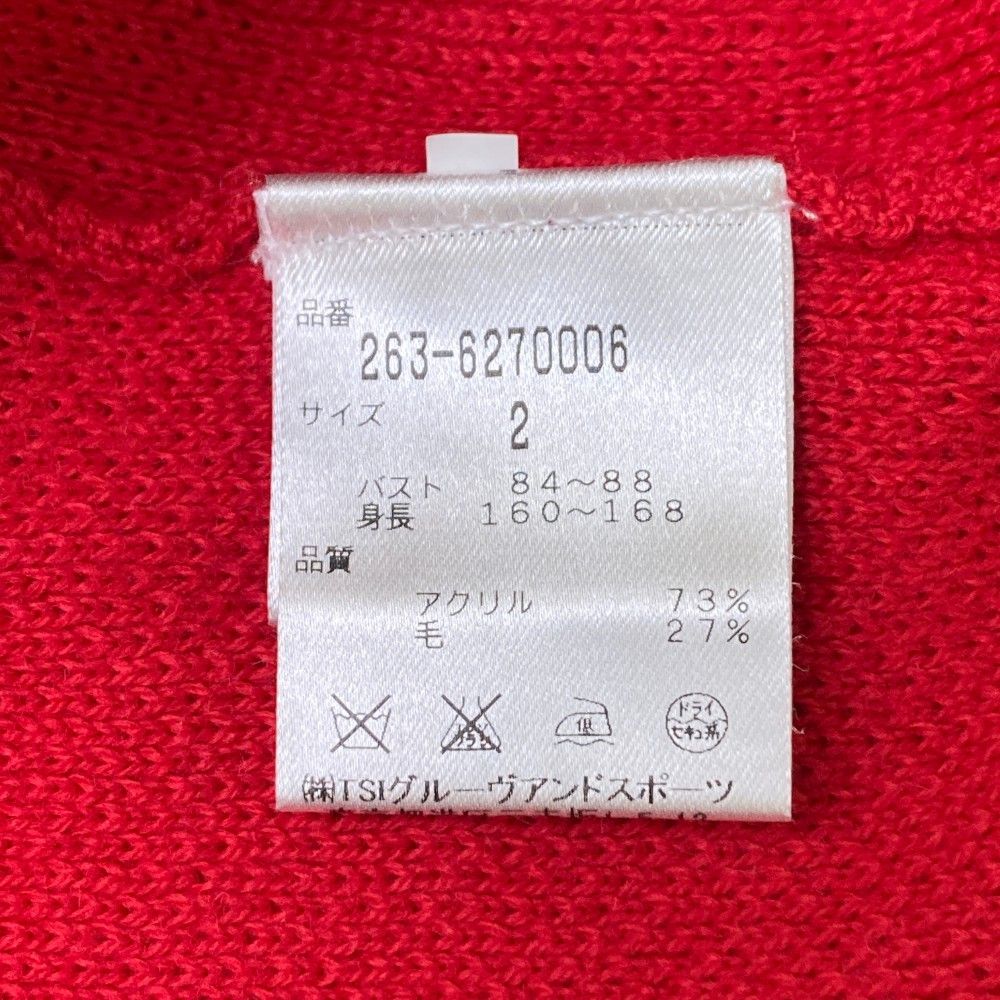 品番
263-6270006
サイズ 2
バスト 84～88
身長 160～168
品質
アクリル 73%
毛 27%
低 ドライ
セキユ系
㈱TSIグルーヴアンドスポーツ